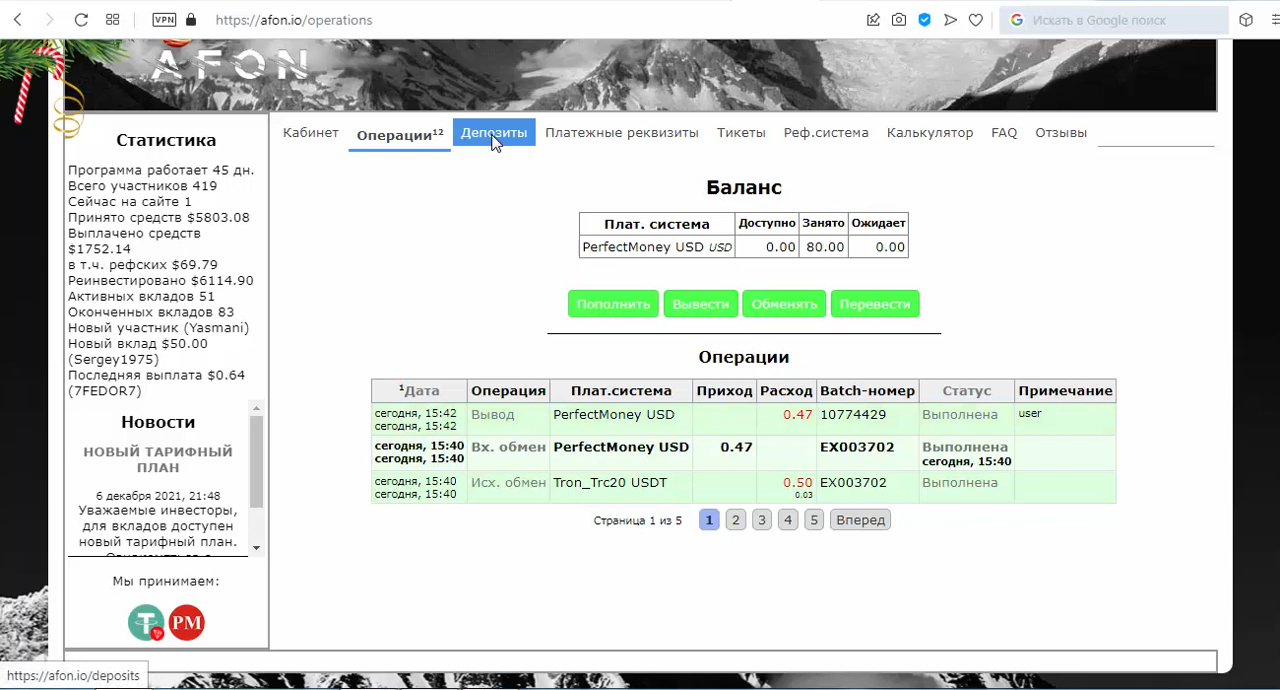 VPN
https://afon.io/operations
Искать в Google поиск
AFON
Статистика
Программа работает 45 дн.
Всего участников 419
Сейчас на сайте 1
Принято средств $5803.08
Выплачено средств
$1752.14
в т.ч. рефских $69.79
Реинвестировано $6114.90
Активных вкладов 51
Оконченных вкладов 83
Новый участник (Yasmani)
Новый вклад $50.00
(Sergey1975)
Последняя выплата $0.64
(7FEDOR7)
Новости
НОВЫЙ ТАРИФНЫЙ
ПЛАН
6 декабря 2021, 21:48
Уважаемые инвесторы,
для вкладов доступен
новый тарифный план.
Мы принимаем:
PM
Кабинет Операции12 Депозиты Платежные реквизиты Тикеты Реф.система Калькулятор FAQ Отзывы
Баланс
Плат. система Доступно Занято Ожидает
PerfectMoney USD USD 0.00 80.00 0.00
Пополнить Вывести Обменять Перевести
Операции
1Дата Операция Плат.система Приход Расход Batch-номер Статус Примечание
сегодня, 15:42 Вывод PerfectMoney USD 0.47 10774429 Выполнена user
сегодня, 15:42
сегодня, 15:40 Вх. обмен PerfectMoney USD 0.47 EX003702 Выполнена
сегодня, 15:40 сегодня, 15:40
сегодня, 15:40 Исх. обмен Tron_Trc20 USDT 0.50 EX003702 Выполнена
сегодня, 15:40 0.03
Страница 1 из 5 1 2 3 4 5 Вперед
https://afon.io/deposits